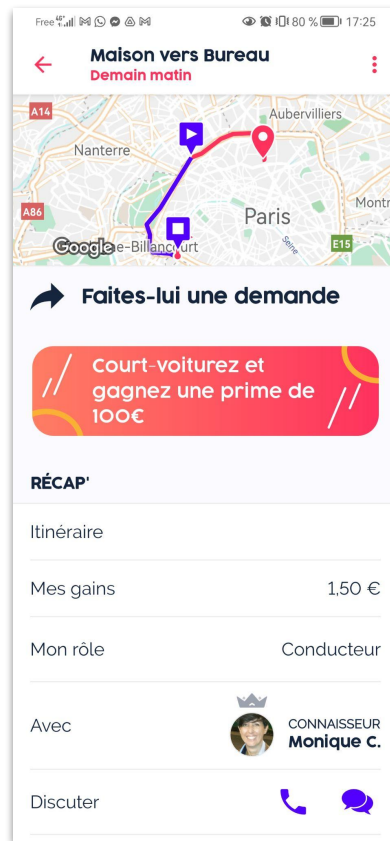 Free 80 % 17:25
Maison vers Bureau
Demain matin
A14
Aubervilliers
Nanterre
A86
Montr
Paris
Google e-Billancourt
Seine
E15
Faites-lui une demande
Court-voiturez et
gagnez une prime de
100€
RÉCAP'
Itinéraire
Mes gains 1,50 €
Mon rôle Conducteur
Avec CONNAISSEUR
Monique C.
Discuter